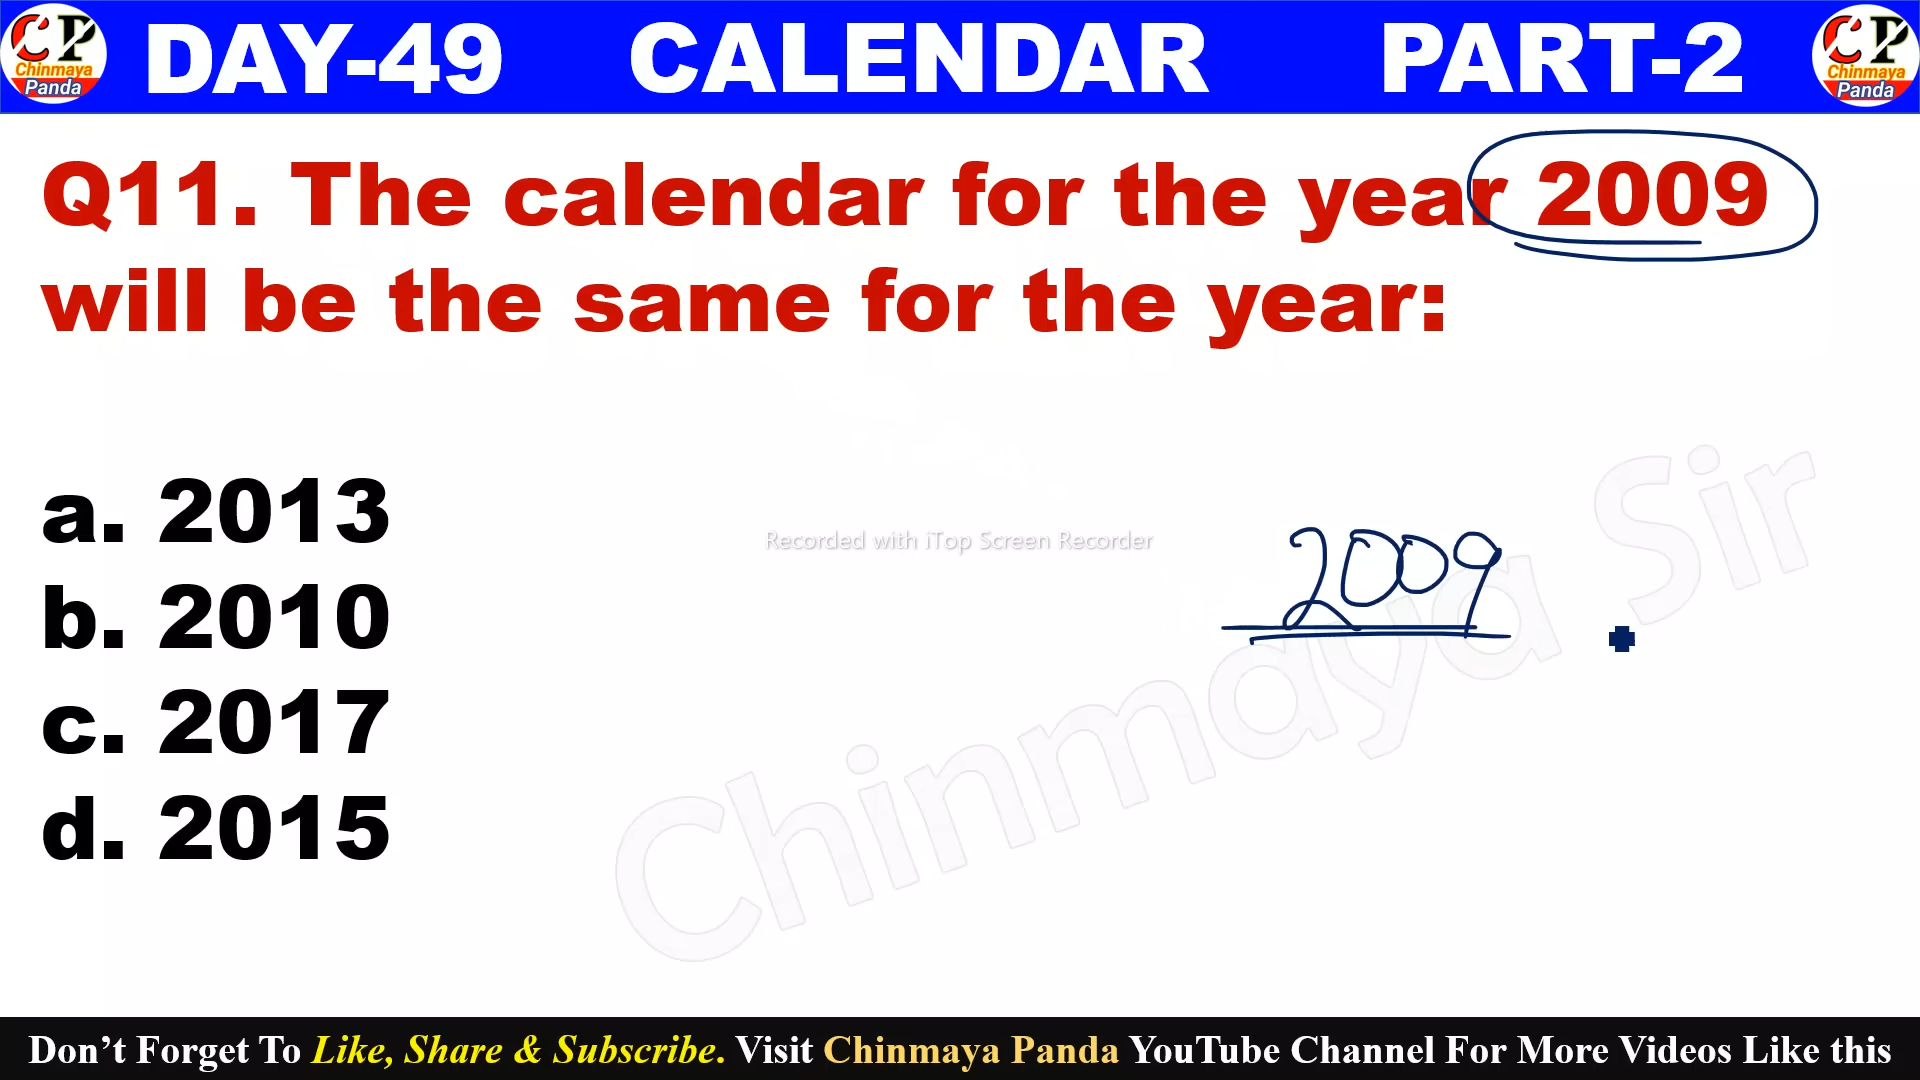 CP Chinmaya Panda
DAY-49 CALENDAR PART-2
CP Chinmaya Panda
Q11. The calendar for the year 2009
will be the same for the year:
a. 2013
b. 2010
c. 2017
d. 2015
Recorded with iTop Screen Recorder
2009
Chinmaya Sir
Don’t Forget To Like, Share & Subscribe. Visit Chinmaya Panda YouTube Channel For More Videos Like this